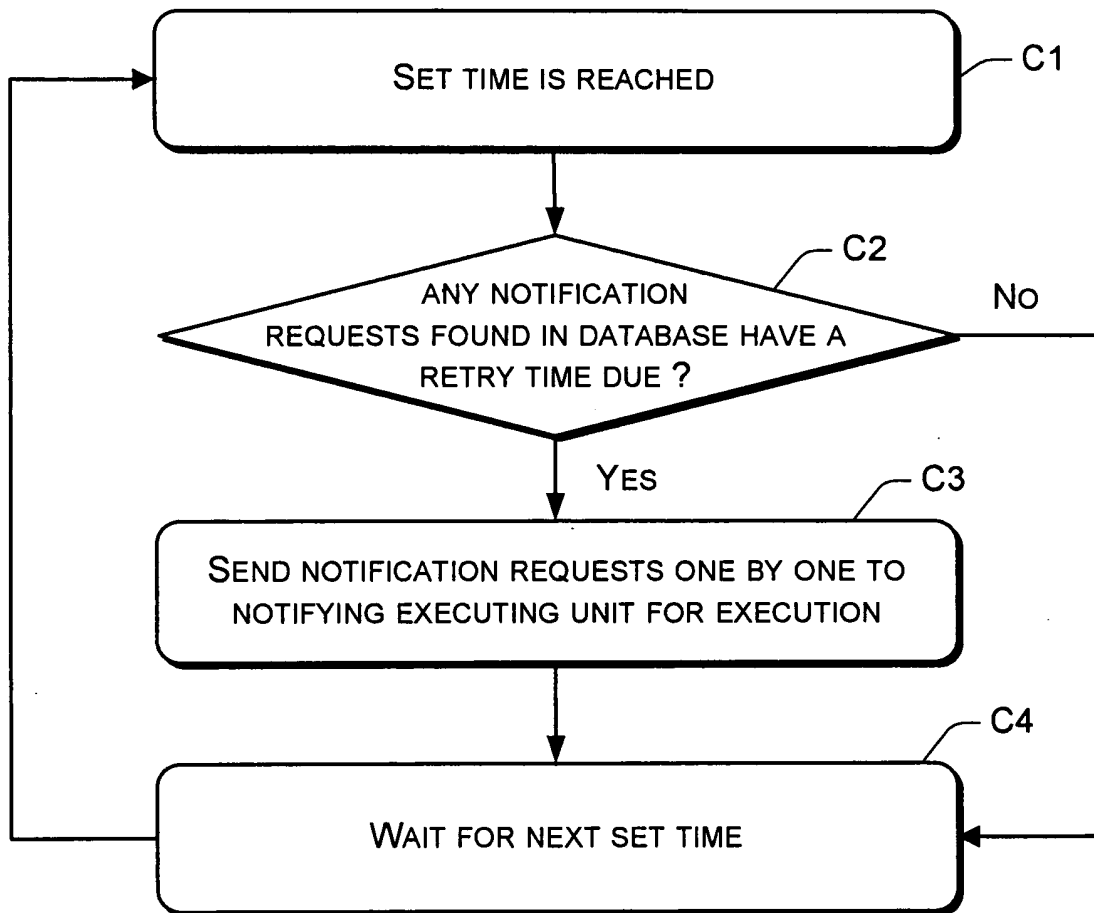 SET TIME IS REACHED
C1
C2
ANY NOTIFICATION
REQUESTS FOUND IN DATABASE HAVE A
RETRY TIME DUE ?
NO
YES
C3
SEND NOTIFICATION REQUESTS ONE BY ONE TO
NOTIFYING EXECUTING UNIT FOR EXECUTION
C4
WAIT FOR NEXT SET TIME